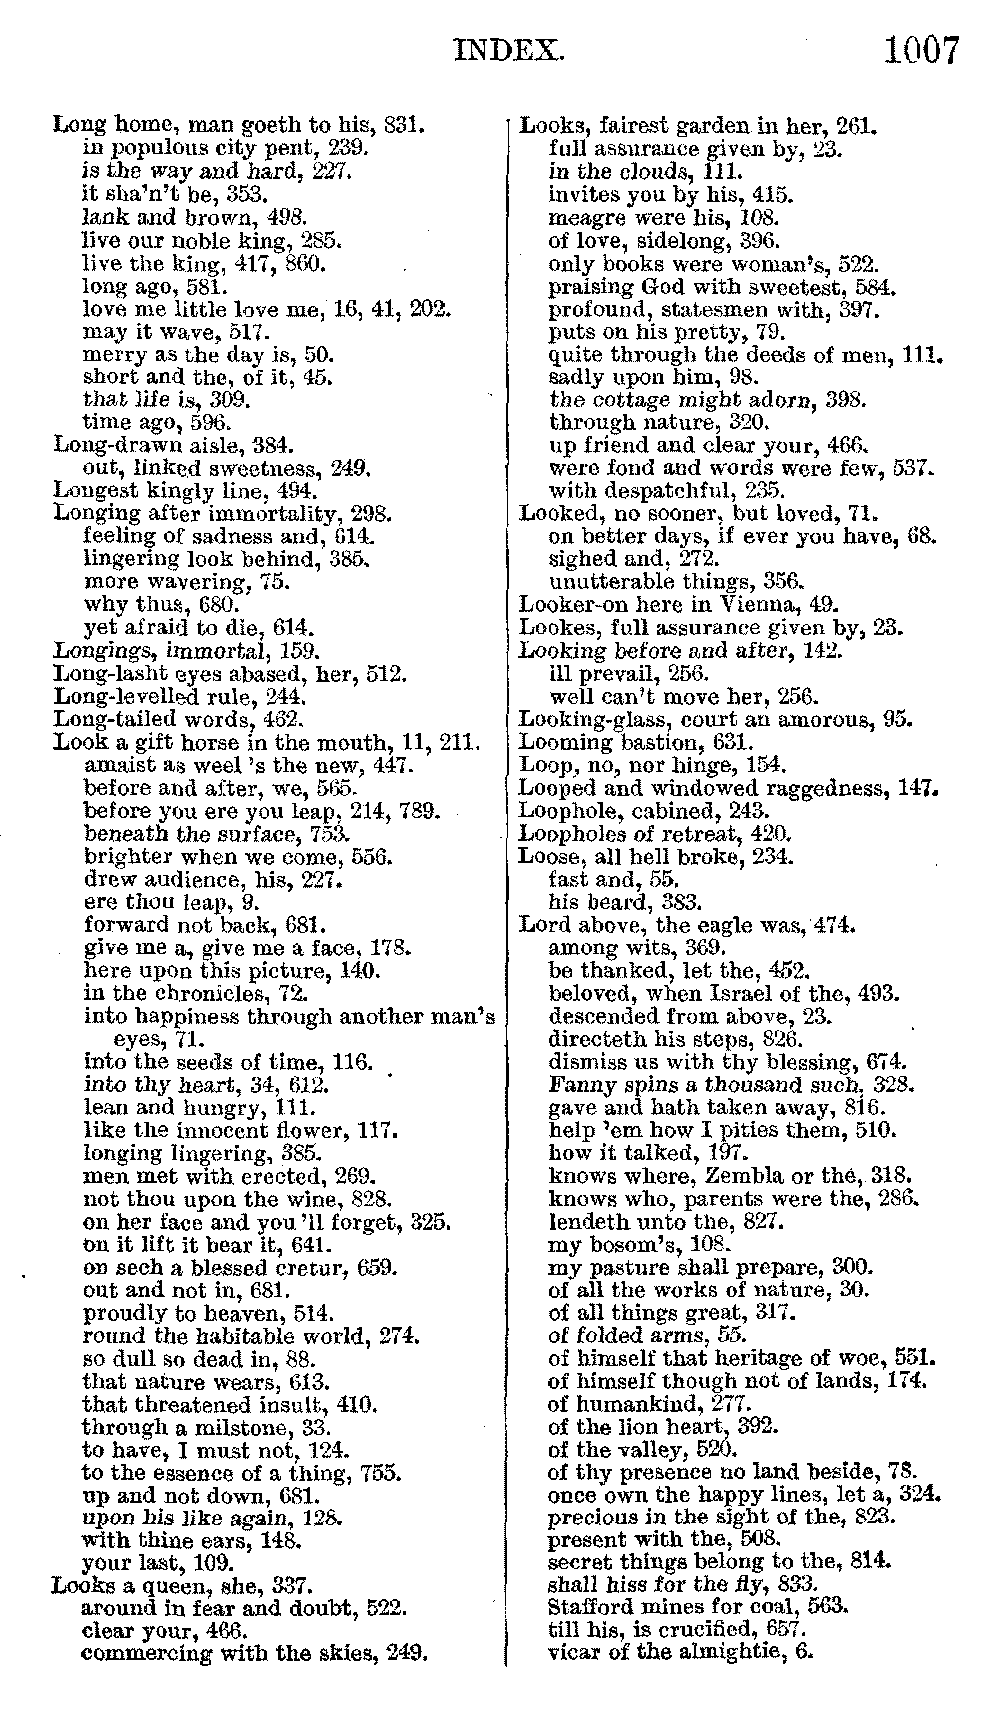 INDEX.
1007
Long home, man goeth to his, 831.
in populous city pent, 239.
is the way and hard, 227.
it sha'n't be, 353.
lank and brown, 498.
live our noble king, 285.
live the king, 417, 860.
long ago, 581.
love me little love me, 16, 41, 202.
may it wave, 517.
merry as the day is, 50.
short and the, of it, 45.
that life is, 309.
time ago, 596.
Long-drawn aisle, 384.
out, linked sweetness, 249.
Longest kingly line, 494.
Longing after immortality, 298.
feeling of sadness and, 614.
lingering look behind, 385.
more wavering, 75.
why thus, 680.
yet afraid to die, 614.
Longings, immortal, 159.
Long-lasht eyes abased, her, 512.
Long-levelled rule, 244.
Long-tailed words, 462.
Look a gift horse in the mouth, 11, 211.
amaist as weel 's the new, 447.
before and after, we, 565.
before you ere you leap, 214, 789.
beneath the surface, 753.
brighter when we come, 556.
drew audience, his, 227.
ere thou leap, 9.
forward not back, 681.
give me a, give me a face, 178.
here upon this picture, 140.
in the chronicles, 72.
into happiness through another man's
eyes, 71.
into the seeds of time, 116.
into thy heart, 34, 612.
lean and hungry, 111.
like the innocent flower, 117.
longing lingering, 385.
men met with erected, 269.
not thou upon the wine, 828.
on her face and you 'll forget, 325.
on it lift it bear it, 641.
on sech a blessed cretur, 659.
out and not in, 681.
proudly to heaven, 514.
round the habitable world, 274.
so dull so dead in, 88.
that nature wears, 613.
that threatened insult, 410.
through a milstone, 33.
to have, I must not, 124.
to the essence of a thing, 755.
up and not down, 681.
upon his like again, 128.
with thine ears, 148.
your last, 109.
Looks a queen, she, 337.
around in fear and doubt, 522.
clear your, 466.
commercing with the skies, 249.
Looks, fairest garden in her, 261.
full assurance given by, 23.
in the clouds, 111.
invites you by his, 415.
meagre were his, 108.
of love, sidelong, 396.
only books were woman's, 522.
praising God with sweetest, 584.
profound, statesmen with, 397.
puts on his pretty, 79.
quite through the deeds of men, 111.
sadly upon him, 98.
the cottage might adorn, 398.
through nature, 320.
up friend and clear your, 466.
were fond and words were few, 537.
with despatchful, 235.
Looked, no sooner, but loved, 71.
on better days, if ever you have, 68.
sighed and, 272.
unutterable things, 356.
Looker-on here in Vienna, 49.
Lookes, full assurance given by, 23.
Looking before and after, 142.
ill prevail, 256.
well can't move her, 256.
Looking-glass, court an amorous, 95.
Looming bastion, 631.
Loop, no, nor hinge, 154.
Looped and windowed raggedness, 147.
Loophole, cabined, 243.
Loopholes of retreat, 420.
Loose, all hell broke, 234.
fast and, 55.
his beard, 383.
Lord above, the eagle was, 474.
among wits, 369.
be thanked, let the, 452.
beloved, when Israel of the, 493.
descended from above, 23.
directeth his steps, 826.
dismiss us with thy blessing, 674.
Fanny spins a thousand such, 328.
gave and hath taken away, 816.
help 'em how I pities them, 510.
how it talked, 197.
knows where, Zembla or the, 318.
knows who, parents were the, 286.
lendeth unto the, 827.
my bosom's, 108.
my pasture shall prepare, 300.
of all the works of nature, 30.
of all things great, 317.
of folded arms, 55.
of himself that heritage of woe, 551.
of himself though not of lands, 174.
of humankind, 277.
of the lion heart, 392.
of the valley, 520.
of thy presence no land beside, 78.
once own the happy lines, let a, 324.
precious in the sight of the, 823.
present with the, 508.
secret things belong to the, 814.
shall hiss for the fly, 833.
Stafford mines for coal, 563.
till his, is crucified, 657.
vicar of the almightie, 6.